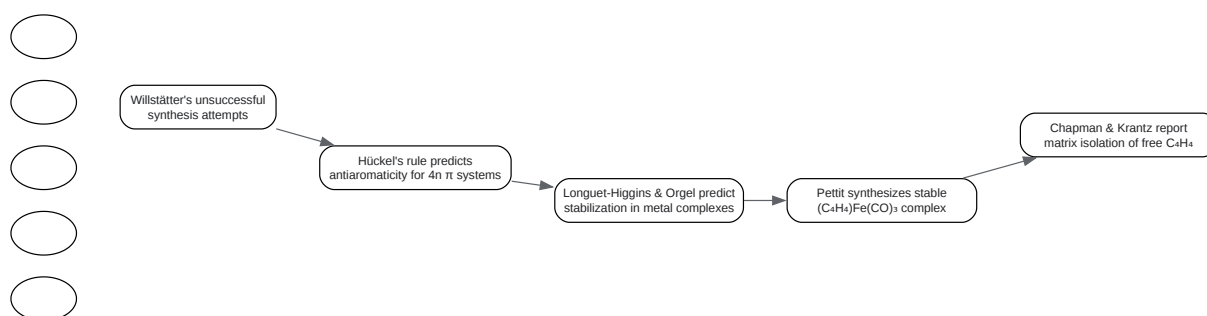 Willstätter's unsuccessful
synthesis attempts
Hückel's rule predicts
antiaromaticity for 4n π systems
Longuet-Higgins & Orgel predict
stabilization in metal complexes
Pettit synthesizes stable
(C₄H₄)Fe(CO)₃ complex
Chapman & Krantz report
matrix isolation of free C₄H₄